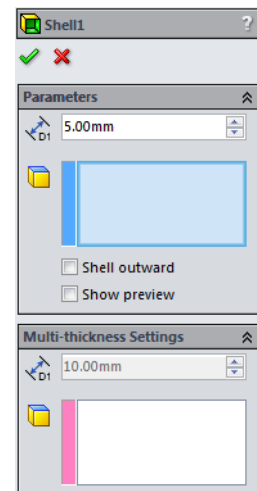 Shell1 ?
Parameters
D1 5.00mm
Shell outward
Show preview
Multi-thickness Settings
D1 10.00mm